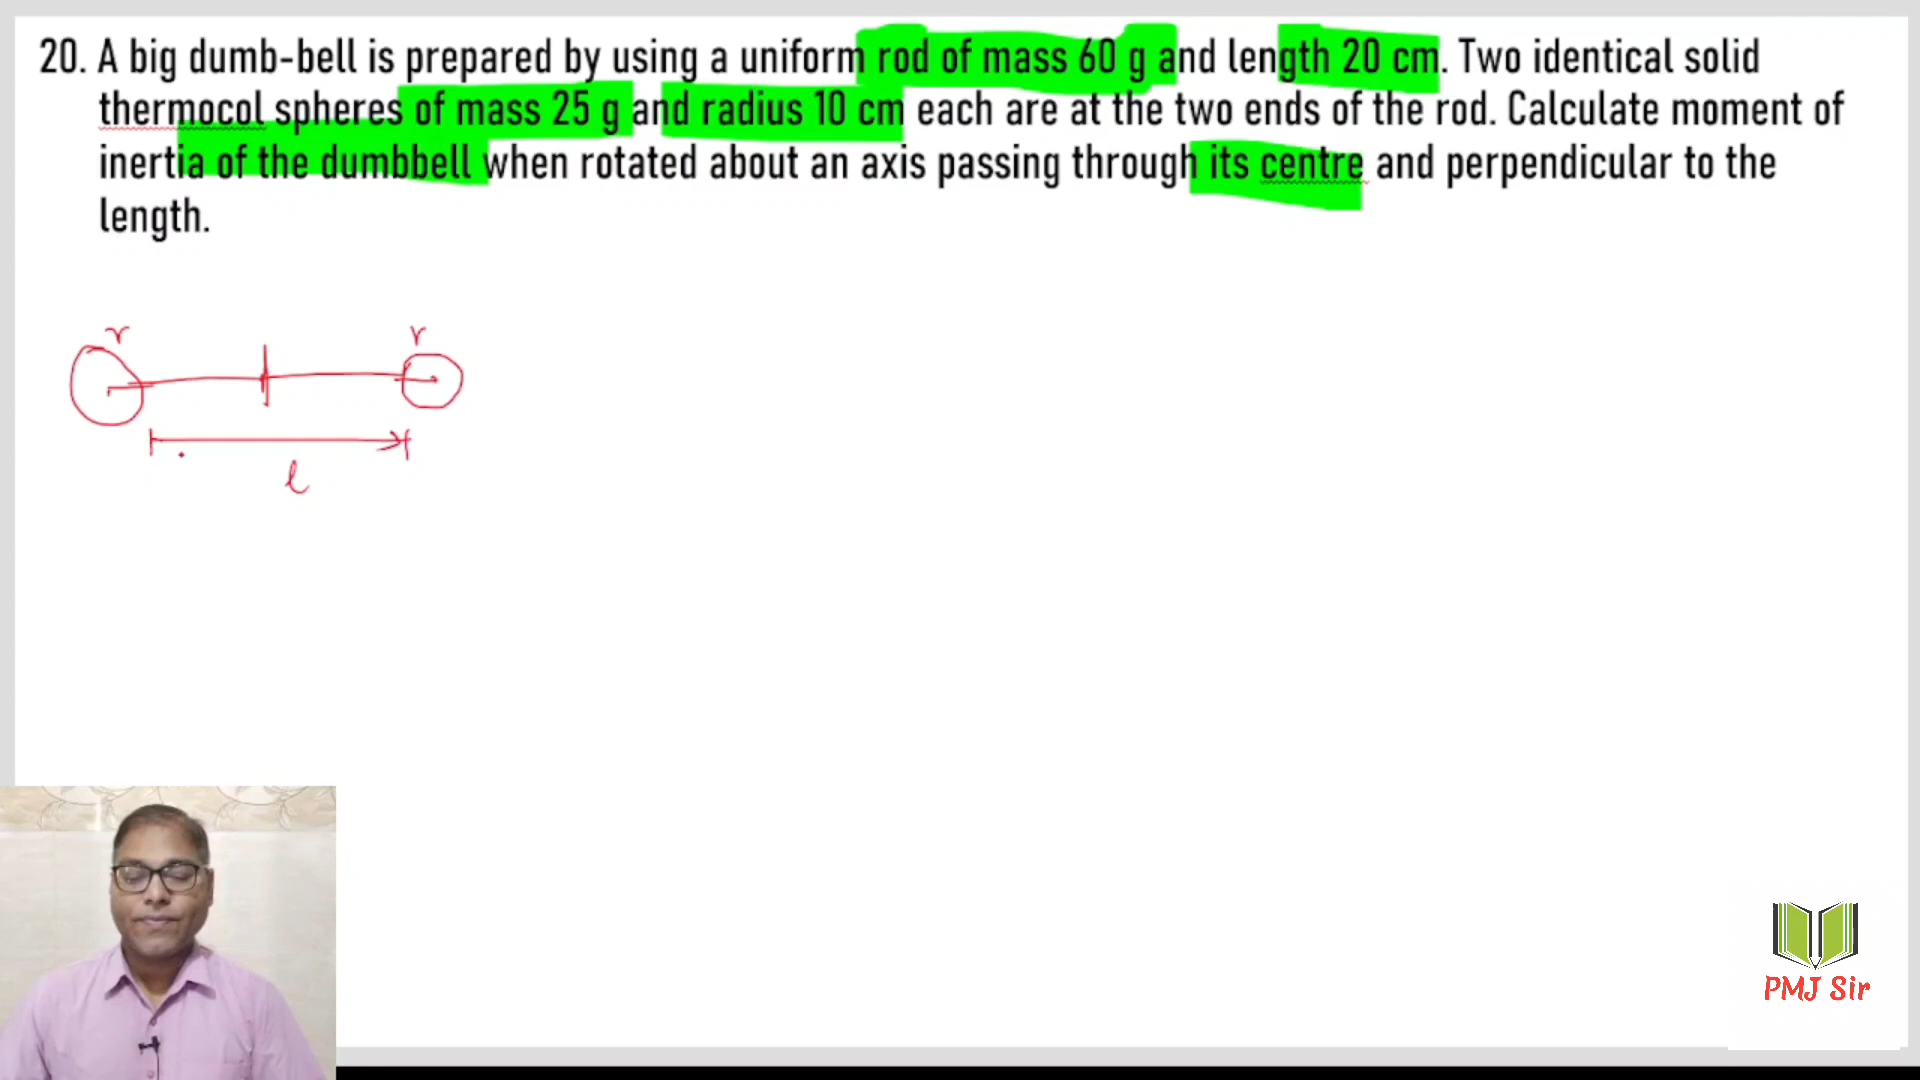 20. A big dumb-bell is prepared by using a uniform rod of mass 60 g and length 20 cm. Two identical solid
thermocol spheres of mass 25 g and radius 10 cm each are at the two ends of the rod. Calculate moment of
inertia of the dumbbell when rotated about an axis passing through its centre and perpendicular to the
length.
r r
l
PMJ Sir